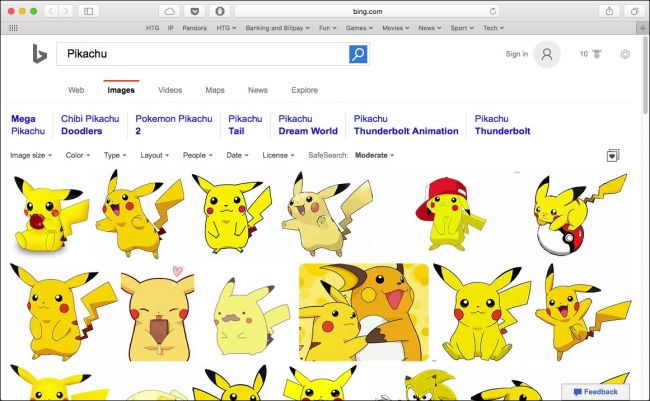 bing.com
HTG IP Pandora HTG Banking and Billpay Fun Games Movies News Sport Tech
Pikachu
Sign in
10
Web Images Videos Maps News Explore
Mega Pikachu
Chibi Pikachu Doodlers
Pokemon Pikachu 2
Pikachu Tail
Pikachu Dream World
Pikachu Thunderbolt Animation
Pikachu Thunderbolt
Image size Color Type Layout People Date License SafeSearch: Moderate
Feedback